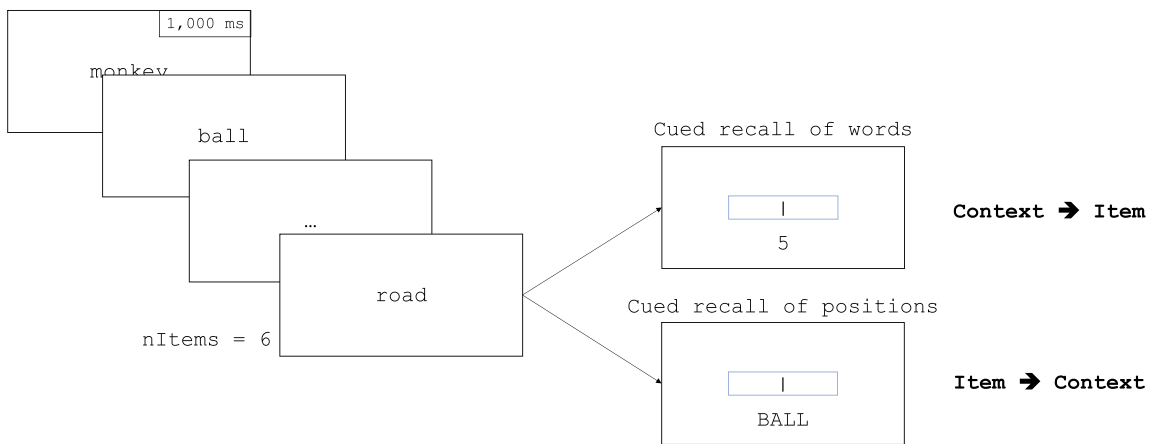 1,000 ms
monkey
ball
...
road
nItems = 6
Cued recall of words
|
5
Context ➔ Item
Cued recall of positions
|
BALL
Item ➔ Context